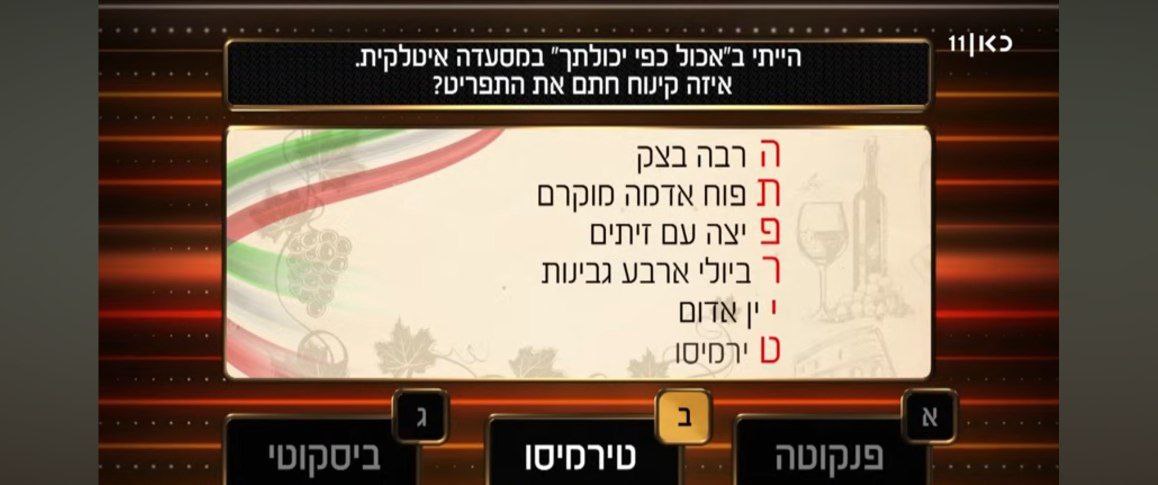 כאן 11
הייתי ב"אכול כפי יכולתך" במסעדה איטלקית.
איזה קינוח חתם את התפריט?
ה רבה בצק
ת פוח אדמה מוקרם
פ יצה עם זיתים
ר ביולי ארבע גבינות
י ין אדום
ט ירמיסו
א
פנקוטה
ב
טירמיסו
ג
ביסקוטי